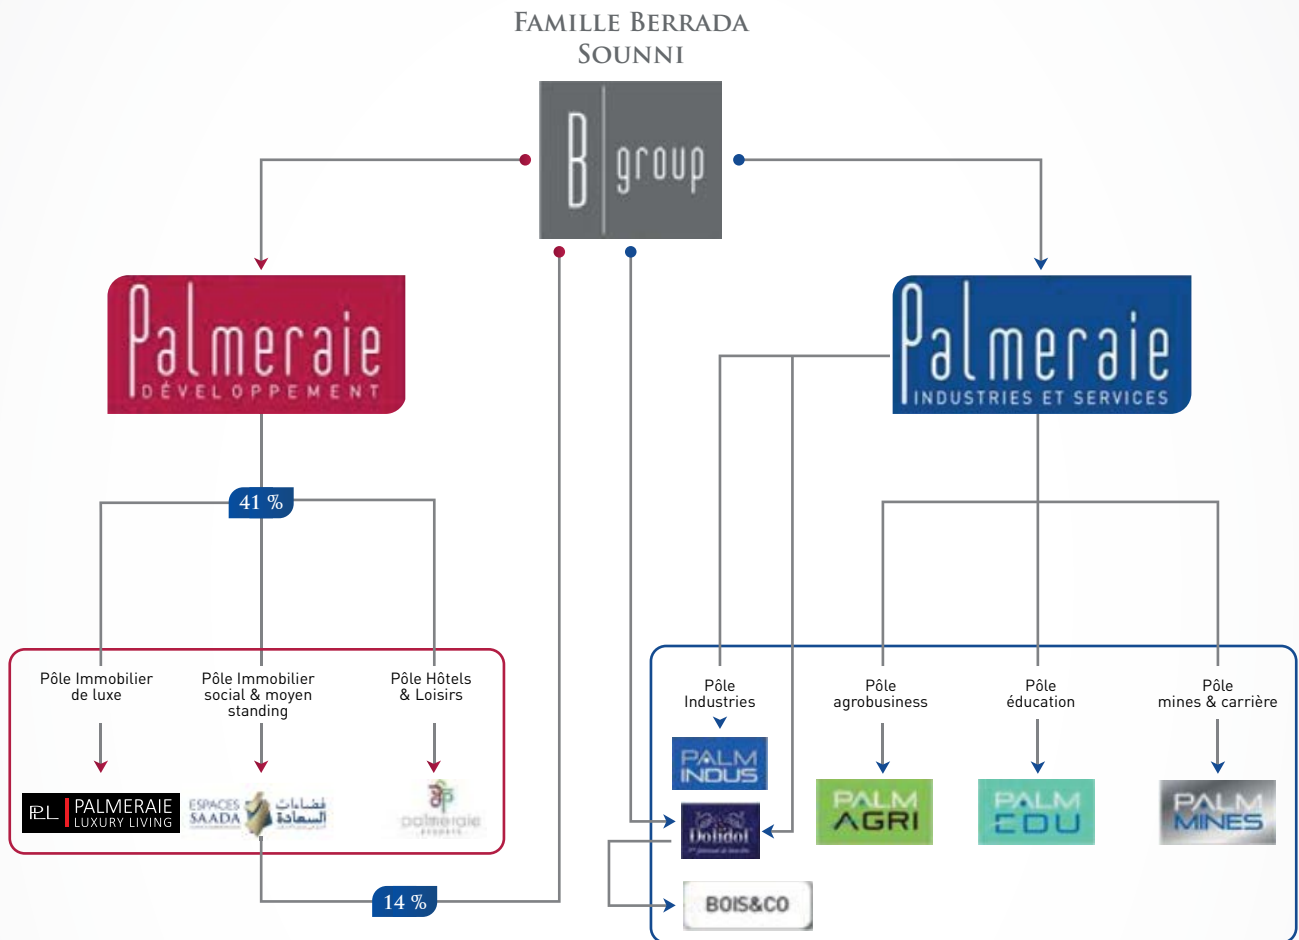 FAMILLE BERRADA
SOUNNI
B group
Palmeraie
DÉVELOPPEMENT
Palmeraie
INDUSTRIES ET SERVICES
41 %
Pôle Immobilier
de luxe
Pôle Immobilier
social & moyen
standing
Pôle Hôtels
& Loisirs
Pôle
Industries
Pôle
agrobusiness
Pôle
éducation
Pôle
mines & carrière
PALM
INDUS
PLL PALMERAIE
LUXURY LIVING
ESPACES
SAADA
فضاءات
السعادة
palmeraie
RESORTS
Dolidol
PALM
AGRI
PALM
EDU
PALM
MINES
14 %
BOIS&CO